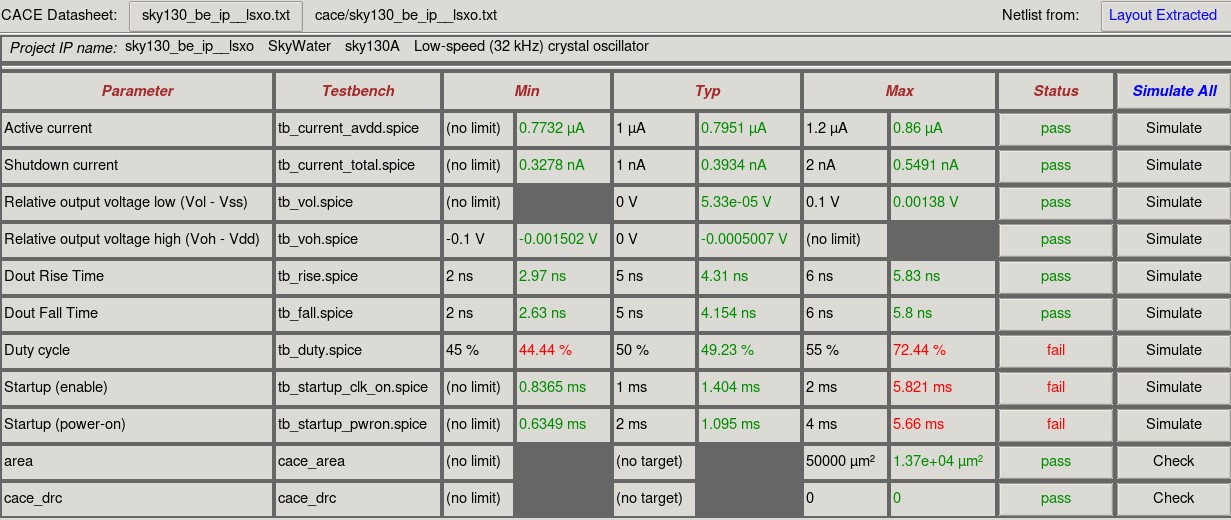 CACE Datasheet: sky130_be_ip__lsxo.txt cace/sky130_be_ip__lsxo.txt Netlist from: Layout Extracted
Project IP name: sky130_be_ip__lsxo SkyWater sky130A Low-speed (32 kHz) crystal oscillator
Parameter Testbench Min Typ Max Status Simulate All
Active current tb_current_avdd.spice (no limit) 0.7732 µA 1 µA 0.7951 µA 1.2 µA 0.86 µA pass Simulate
Shutdown current tb_current_total.spice (no limit) 0.3278 nA 1 nA 0.3934 nA 2 nA 0.5491 nA pass Simulate
Relative output voltage low (Vol - Vss) tb_vol.spice (no limit) 0 V 5.33e-05 V 0.1 V 0.00138 V pass Simulate
Relative output voltage high (Voh - Vdd) tb_voh.spice -0.1 V -0.001502 V 0 V -0.0005007 V (no limit) pass Simulate
Dout Rise Time tb_rise.spice 2 ns 2.97 ns 5 ns 4.31 ns 6 ns 5.83 ns pass Simulate
Dout Fall Time tb_fall.spice 2 ns 2.63 ns 5 ns 4.154 ns 6 ns 5.8 ns pass Simulate
Duty cycle tb_duty.spice 45 % 44.44 % 50 % 49.23 % 55 % 72.44 % fail Simulate
Startup (enable) tb_startup_clk_on.spice (no limit) 0.8365 ms 1 ms 1.404 ms 2 ms 5.821 ms fail Simulate
Startup (power-on) tb_startup_pwron.spice (no limit) 0.6349 ms 2 ms 1.095 ms 4 ms 5.66 ms fail Simulate
area cace_area (no limit) (no target) 50000 µm² 1.37e+04 µm² pass Check
cace_drc cace_drc (no limit) (no target) 0 0 pass Check